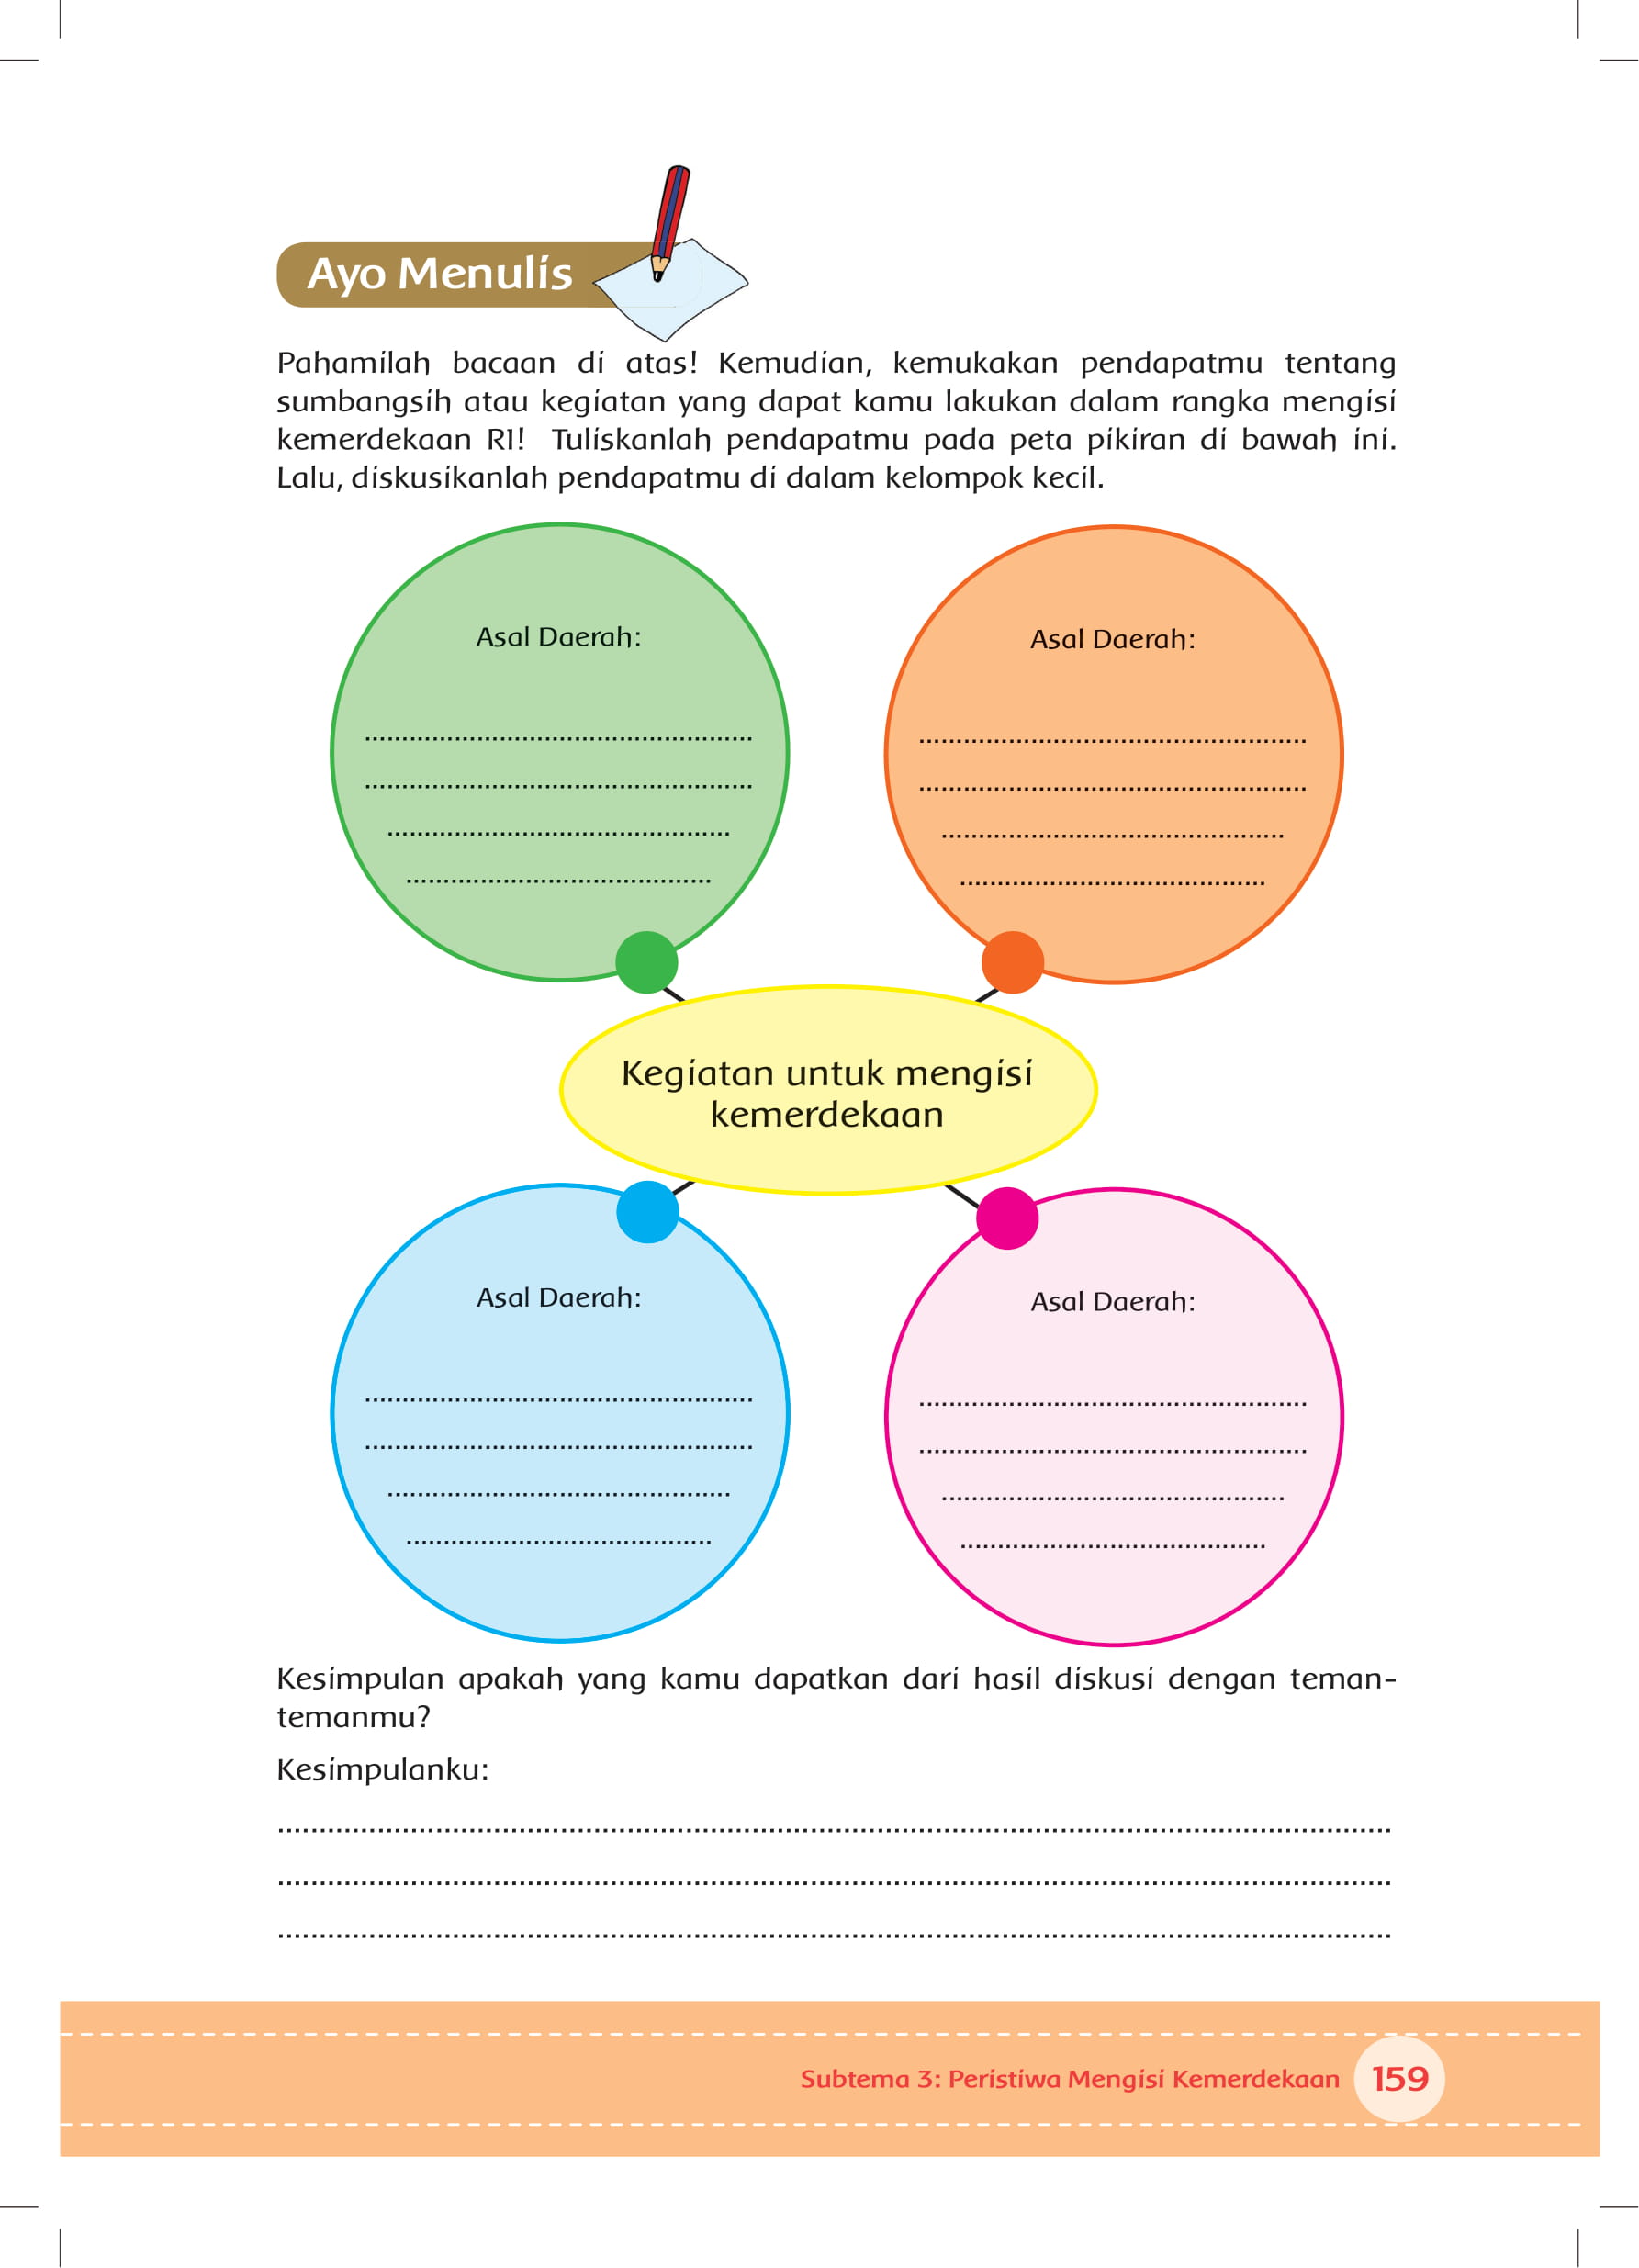 Ayo Menulis
Pahamilah bacaan di atas! Kemudian, kemukakan pendapatmu tentang
sumbangsih atau kegiatan yang dapat kamu lakukan dalam rangka mengisi
kemerdekaan RI! Tuliskanlah pendapatmu pada peta pikiran di bawah ini.
Lalu, diskusikanlah pendapatmu di dalam kelompok kecil.
Asal Daerah:
....................................................
....................................................
..............................................
.........................................
Asal Daerah:
....................................................
....................................................
..............................................
.........................................
Kegiatan untuk mengisi
kemerdekaan
Asal Daerah:
....................................................
....................................................
..............................................
.........................................
Asal Daerah:
....................................................
....................................................
..............................................
.........................................
Kesimpulan apakah yang kamu dapatkan dari hasil diskusi dengan teman-
temanmu?
Kesimpulanku:
....................................................................................................................................
....................................................................................................................................
....................................................................................................................................
Subtema 3: Peristiwa Mengisi Kemerdekaan 159